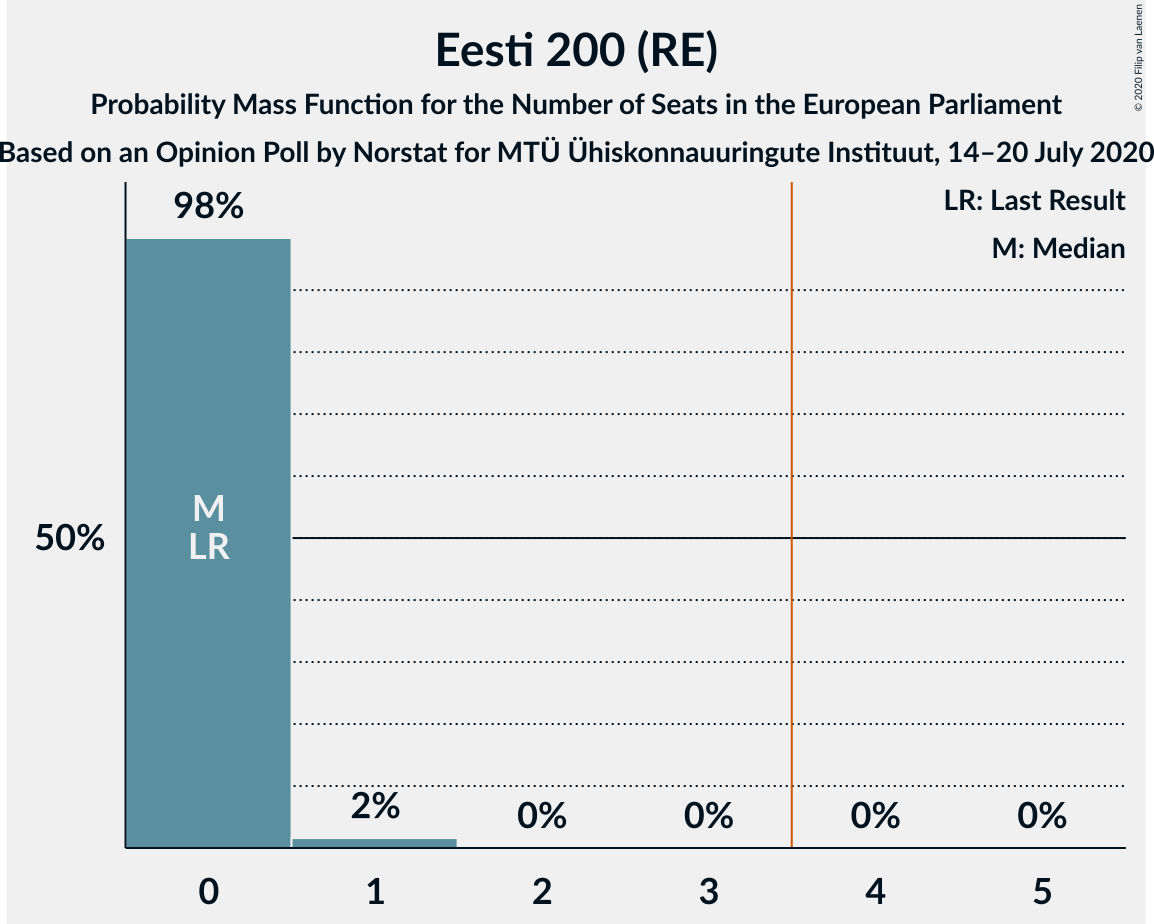 Eesti 200 (RE)
Probability Mass Function for the Number of Seats in the European Parliament
Based on an Opinion Poll by Norstat for MTÜ Ühiskonnauuringute Instituut, 14–20 July 2020
© 2020 Filip van Laenen
LR: Last Result
M: Median
98%
M
LR
50%
2%
0%
0%
0%
0%
0
1
2
3
4
5